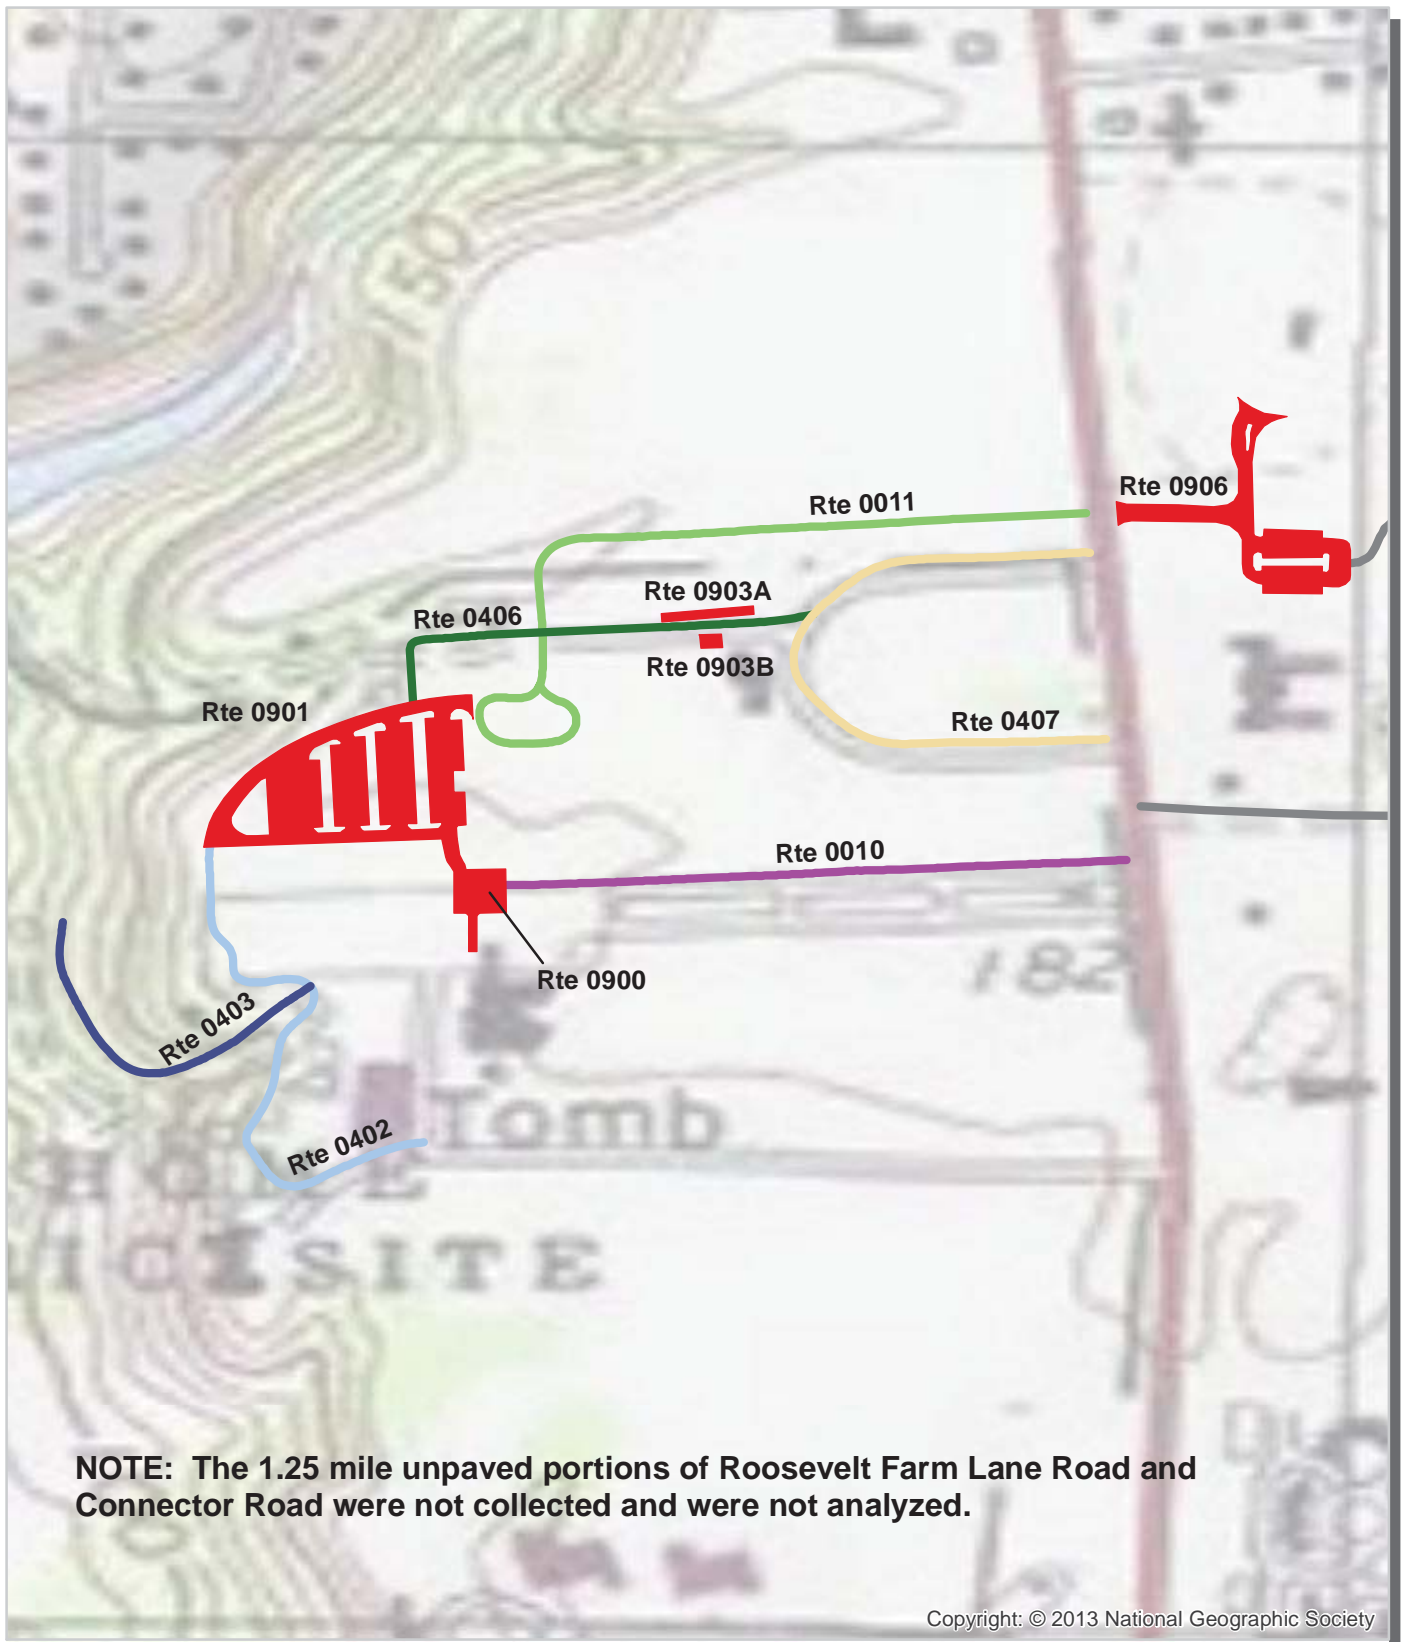 150
Rte 0906
Rte 0011
Rte 0903A
Rte 0406
Rte 0903B
Rte 0901
Rte 0407
Rte 0010
182
Rte 0900
Rte 0403
Tomb
Rte 0402
SITE
NOTE:  The 1.25 mile unpaved portions of Roosevelt Farm Lane Road and
Connector Road were not collected and were not analyzed.
Copyright: © 2013 National Geographic Society